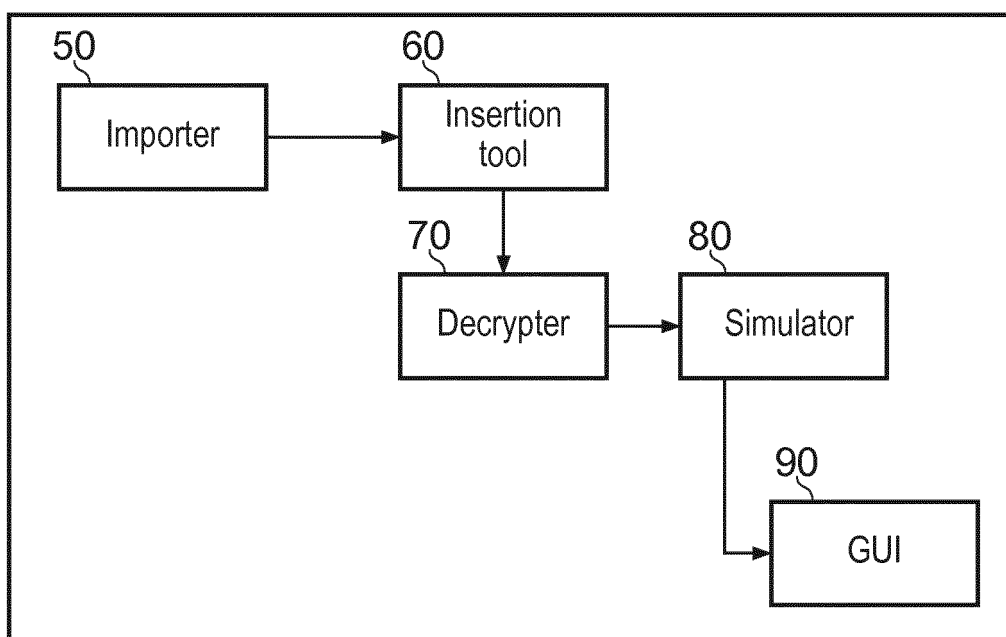 50
Importer
60
Insertion
tool
70
Decrypter
80
Simulator
90
GUI